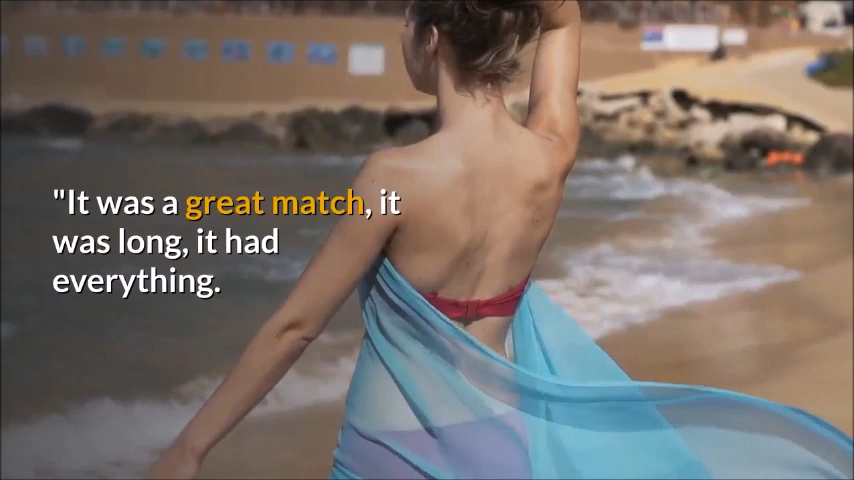 "It was a great match, it
was long, it had
everything.